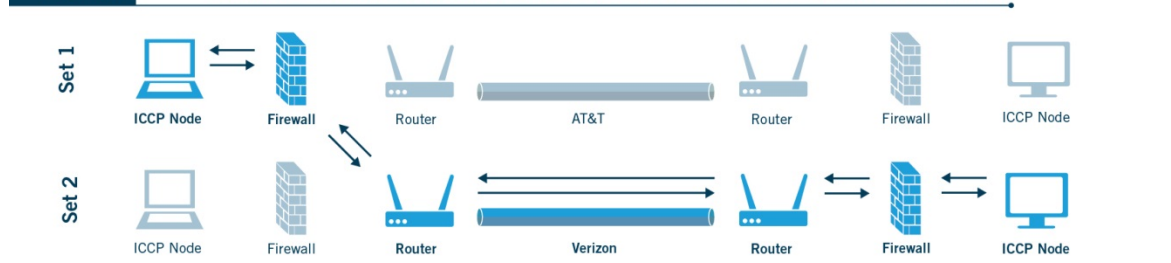 Set 1
ICCP Node Firewall Router AT&T Router Firewall ICCP Node
Set 2
ICCP Node Firewall Router Verizon Router Firewall ICCP Node